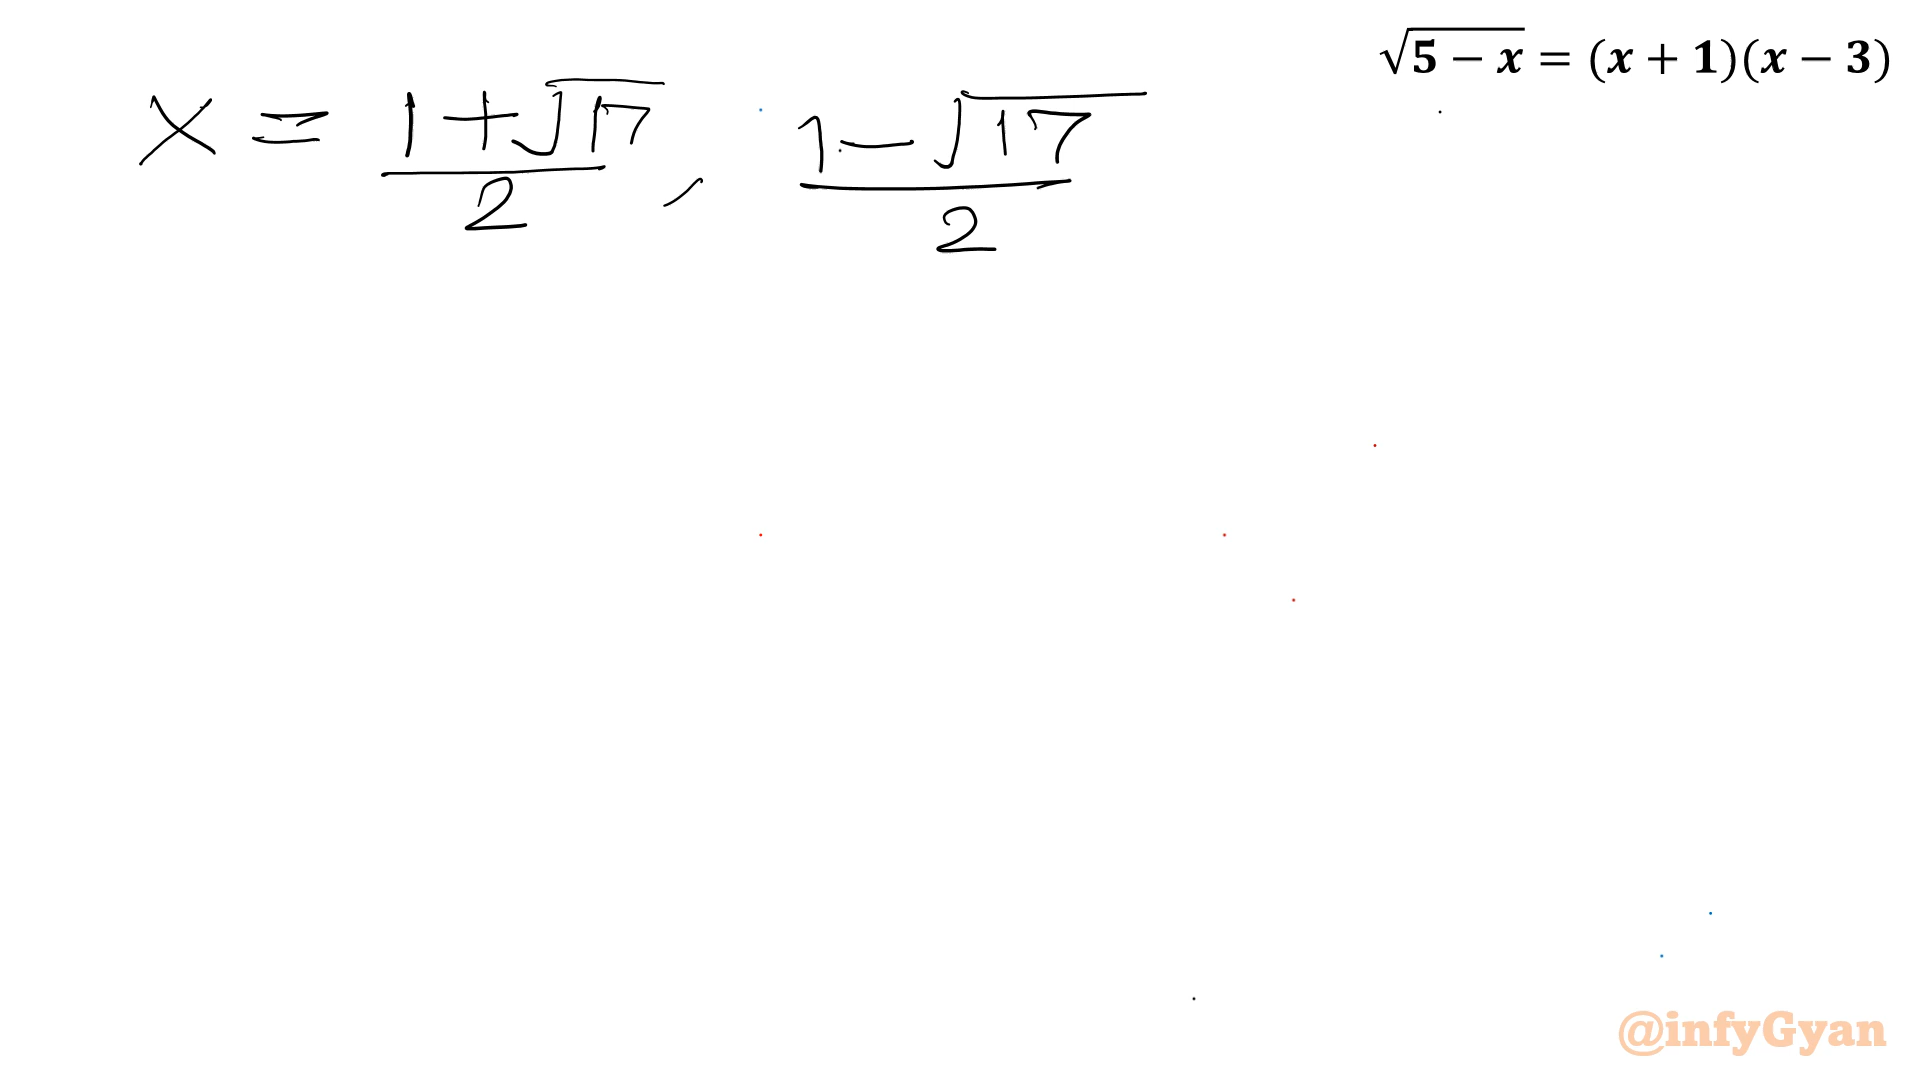 √(5 − x) = (x + 1)(x − 3)
x = (1+√17)/2 , (1−√17)/2
@infyGyan